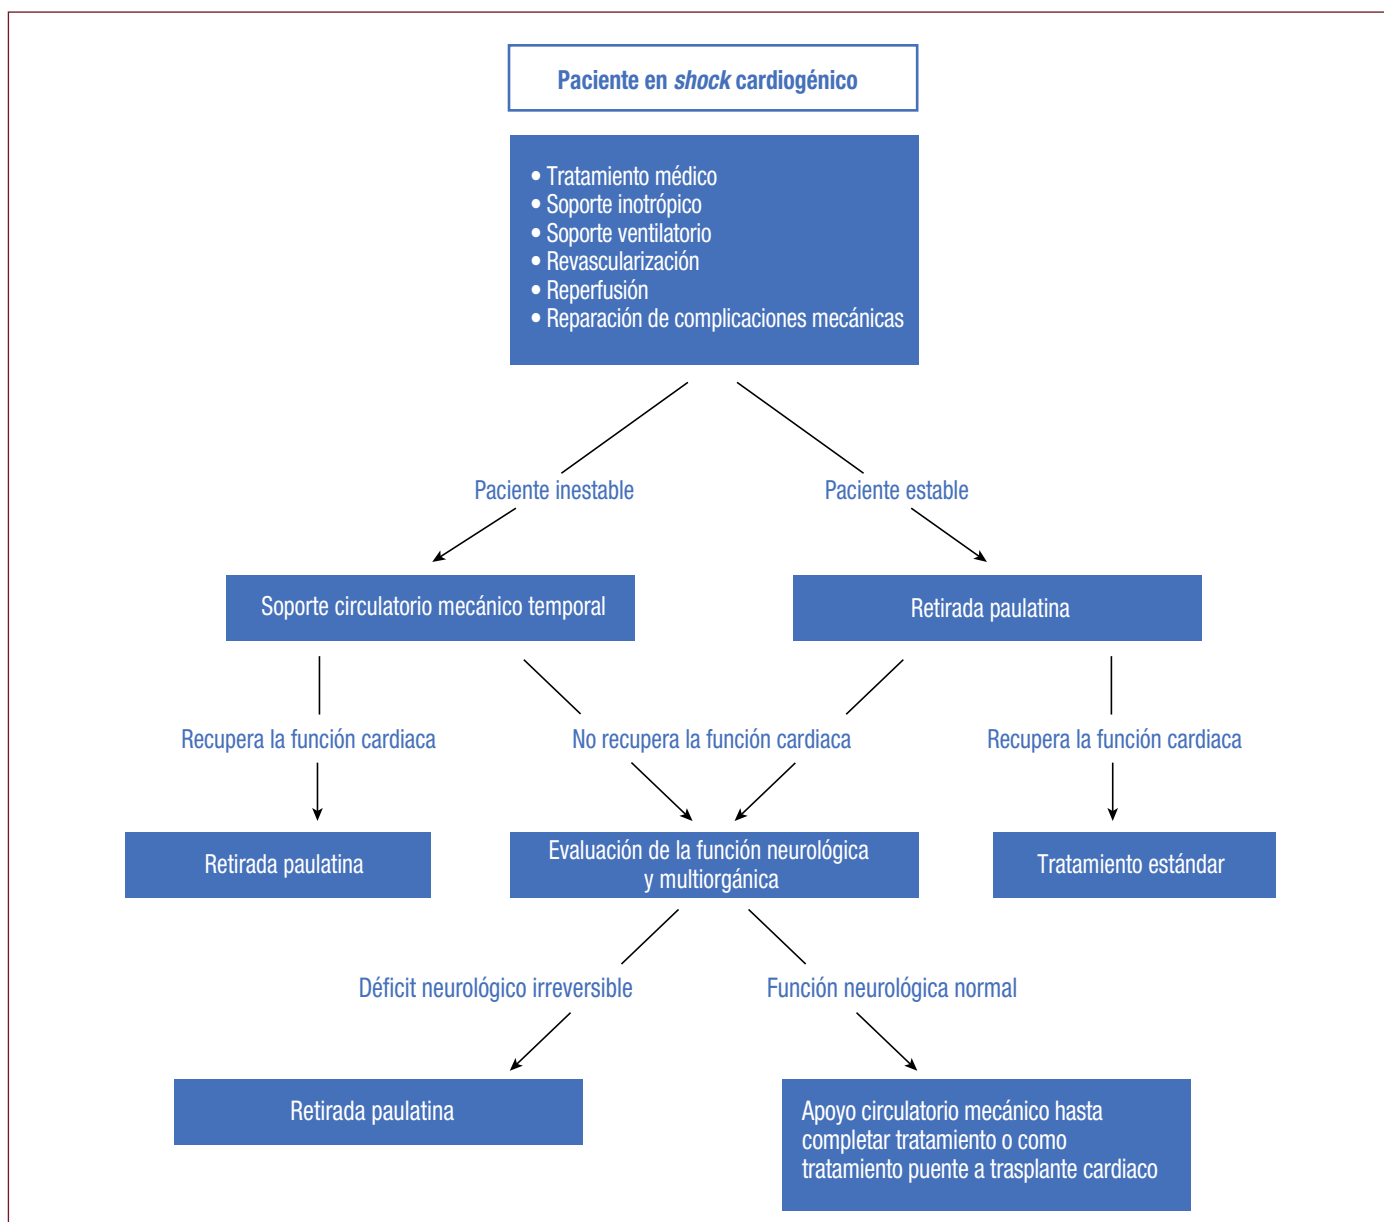 Paciente en shock cardiogénico
• Tratamiento médico
• Soporte inotrópico
• Soporte ventilatorio
• Revascularización
• Reperfusión
• Reparación de complicaciones mecánicas
Paciente inestable
Paciente estable
Soporte circulatorio mecánico temporal
Retirada paulatina
Recupera la función cardiaca
No recupera la función cardiaca
Recupera la función cardiaca
Retirada paulatina
Evaluación de la función neurológica
y multiorgánica
Tratamiento estándar
Déficit neurológico irreversible
Función neurológica normal
Retirada paulatina
Apoyo circulatorio mecánico hasta
completar tratamiento o como
tratamiento puente a trasplante cardiaco